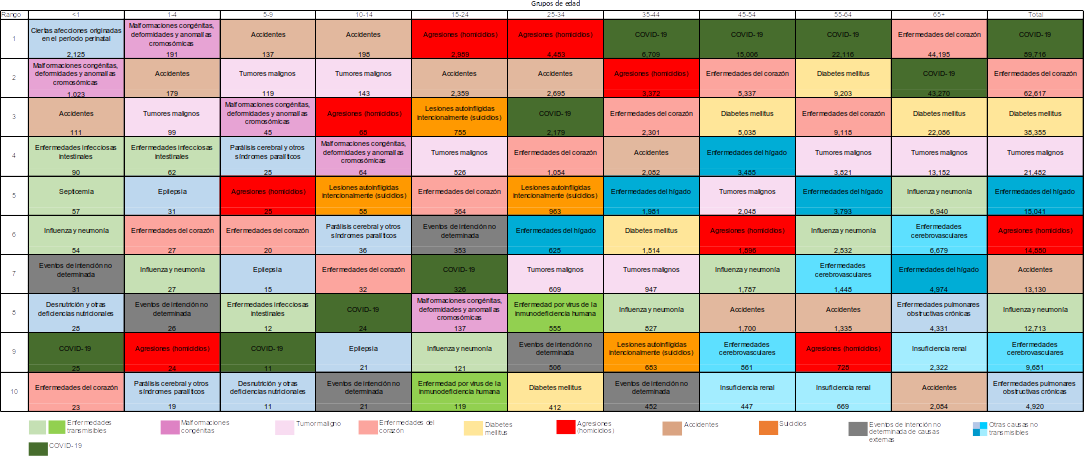 Grupos de edad
Rango <1 1-4 5-9 10-14 15-24 25-34 35-44 45-54 55-64 65+ Total
1
Ciertas afecciones originadas en el período perinatal 2,125
Malformaciones congénitas, deformidades y anomalías cromosómicas 191
Accidentes 137
Accidentes 198
Agresiones (homicidios) 2,989
Agresiones (homicidios) 4,483
COVID-19 6,709
COVID-19 15,006
COVID-19 22,116
Enfermedades del corazón 44,195
COVID-19 89,716
2
Malformaciones congénitas, deformidades y anomalías cromosómicas 1,023
Accidentes 179
Tumores malignos 119
Tumores malignos 143
Accidentes 2,359
Accidentes 2,695
Agresiones (homicidios) 3,372
Enfermedades del corazón 5,337
Diabetes mellitus 9,203
COVID-19 43,270
Enfermedades del corazón 62,617
3
Accidentes 111
Tumores malignos 99
Malformaciones congénitas, deformidades y anomalías cromosómicas 45
Agresiones (homicidios) 68
Lesiones autoinfligidas intencionalmente (suicidios) 755
COVID-19 2,179
Enfermedades del corazón 2,301
Diabetes mellitus 5,038
Enfermedades del corazón 9,118
Diabetes mellitus 22,086
Diabetes mellitus 38,355
4
Enfermedades infecciosas intestinales 90
Enfermedades infecciosas intestinales 62
Parálisis cerebral y otros síndromes paralíticos 25
Malformaciones congénitas, deformidades y anomalías cromosómicas 64
Tumores malignos 526
Enfermedades del corazón 1,054
Accidentes 2,082
Enfermedades del hígado 3,485
Tumores malignos 3,821
Tumores malignos 13,152
Tumores malignos 21,482
5
Septicemia 57
Epilepsia 31
Agresiones (homicidios)
Lesiones autoinfligidas intencionalmente (suicidios) 58
Enfermedades del corazón 364
Lesiones autoinfligidas intencionalmente (suicidios) 963
Enfermedades del hígado 1,981
Tumores malignos 2,045
Enfermedades del hígado 3,793
Influenza y neumonía 6,940
Enfermedades del hígado 15,041
6
Influenza y neumonía 54
Enfermedades del corazón 27
Enfermedades del corazón 20
Parálisis cerebral y otros síndromes paralíticos 36
Eventos de intención no determinada 353
Enfermedades del hígado 625
Diabetes mellitus 1,514
Agresiones (homicidios)
Influenza y neumonía 2,532
Enfermedades cerebrovasculares 6,679
Agresiones (homicidios)
7
Eventos de intención no determinada 31
Influenza y neumonía 27
Epilepsia 15
Enfermedades del corazón 32
COVID-19 326
Tumores malignos 609
Tumores malignos 947
Influenza y neumonía 1,787
Enfermedades cerebrovasculares 1,448
Enfermedades del hígado 4,974
Accidentes 13,130
8
Desnutrición y otras deficiencias nutricionales 28
Eventos de intención no determinada 26
Enfermedades infecciosas intestinales 12
COVID-19 24
Malformaciones congénitas, deformidades y anomalías cromosómicas 137
Enfermedad por virus de la inmunodeficiencia humana 555
Influenza y neumonía 827
Accidentes 1,700
Accidentes 1,335
Enfermedades pulmonares obstructivas crónicas 4,331
Influenza y neumonía 12,713
9
COVID-19 25
Agresiones (homicidios) 24
COVID-19 11
Epilepsia 21
Influenza y neumonía 121
Eventos de intención no determinada 506
Lesiones autoinfligidas intencionalmente (suicidios) 683
Enfermedades cerebrovasculares 861
Agresiones (homicidios)
Insuficiencia renal 2,322
Enfermedades cerebrovasculares 9,681
10
Enfermedades del corazón 23
Parálisis cerebral y otros síndromes paralíticos 19
Desnutrición y otras deficiencias nutricionales 11
Eventos de intención no determinada 21
Enfermedad por virus de la inmunodeficiencia humana 119
Diabetes mellitus 412
Eventos de intención no determinada 452
Insuficiencia renal 447
Insuficiencia renal 669
Accidentes 2,084
Enfermedades pulmonares obstructivas crónicas 4,920
Enfermedades transmisibles
Malformaciones congénitas
Tumor maligno
Enfermedades del corazón
Diabetes mellitus
Agresiones (homicidios)
Accidentes
Suicidios
Eventos de intención no determinada de causas externas
Otras causas no transmisibles
COVID-19